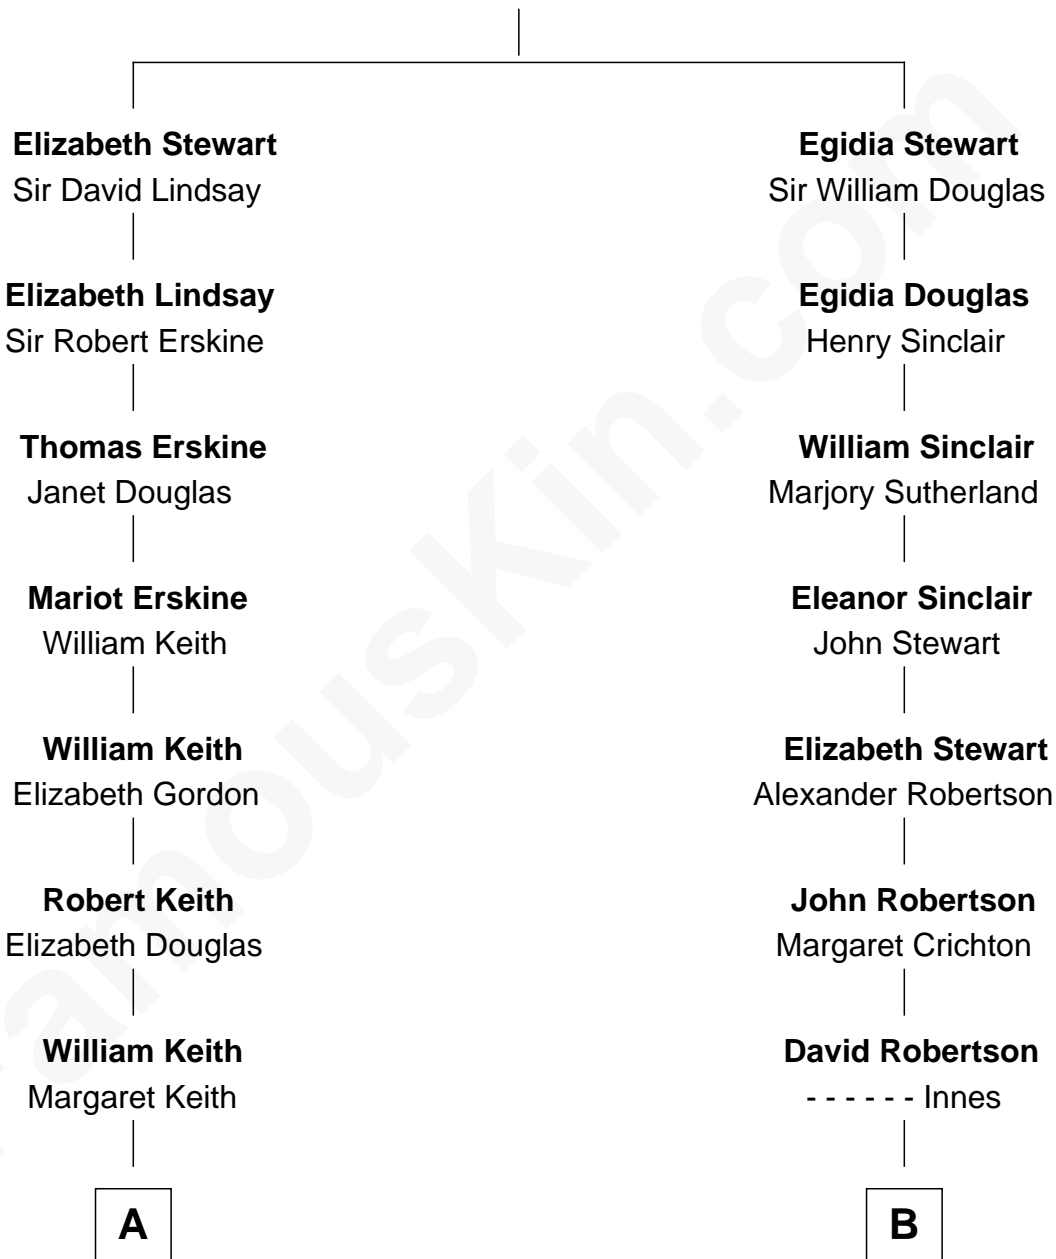 Elizabeth Stewart
Sir David Lindsay
Elizabeth Lindsay
Sir Robert Erskine
Thomas Erskine
Janet Douglas
Mariot Erskine
William Keith
William Keith
Elizabeth Gordon
Robert Keith
Elizabeth Douglas
William Keith
Margaret Keith
A
Egidia Stewart
Sir William Douglas
Egidia Douglas
Henry Sinclair
William Sinclair
Marjory Sutherland
Eleanor Sinclair
John Stewart
Elizabeth Stewart
Alexander Robertson
John Robertson
Margaret Crichton
David Robertson
- - - - - - Innes
B
FamousKin.com